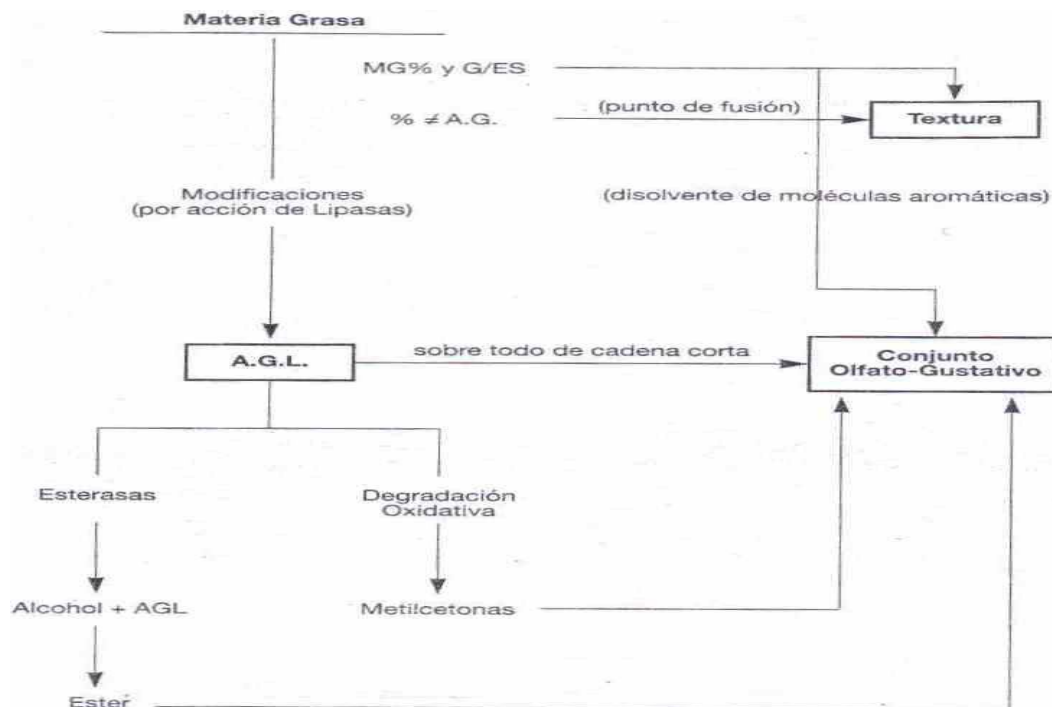 Materia Grasa
MG% y G/ES
(punto de fusión)
% ≠ A.G.
Textura
Modificaciones
(por acción de Lipasas)
(disolvente de moléculas aromáticas)
A.G.L.
sobre todo de cadena corta
Conjunto
Olfato-Gustativo
Esterasas
Degradación
Oxidativa
Alcohol + AGL
Metilcetonas
Ester